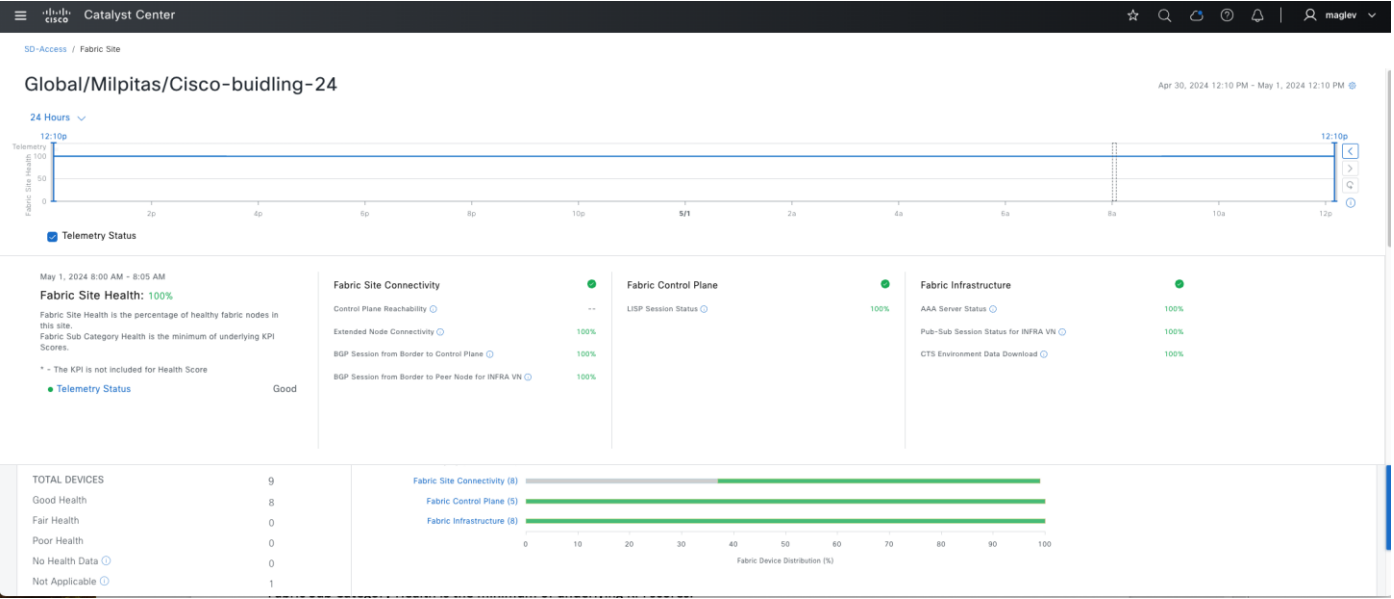 cisco
Catalyst Center
maglev
SD-Access / Fabric Site
Global/Milpitas/Cisco-buidling-24
Apr 30, 2024 12:10 PM - May 1, 2024 12:10 PM
24 Hours
12:10p
12:10p
Telemetry
100
50
0
Fabric Site Health
2p 4p 6p 8p 10p 5/1 2a 4a 6a 8a 10a 12p
Telemetry Status
May 1, 2024 8:00 AM - 8:05 AM
Fabric Site Health: 100%
Fabric Site Health is the percentage of healthy fabric nodes in
this site.
Fabric Sub Category Health is the minimum of underlying KPI
Scores.
* - The KPI is not included for Health Score
Telemetry Status Good
Fabric Site Connectivity
Control Plane Reachability --
Extended Node Connectivity 100%
BGP Session from Border to Control Plane 100%
BGP Session from Border to Peer Node for INFRA VN 100%
Fabric Control Plane
LISP Session Status 100%
Fabric Infrastructure
AAA Server Status 100%
Pub-Sub Session Status for INFRA VN 100%
CTS Environment Data Download 100%
TOTAL DEVICES 9
Good Health 8
Fair Health 0
Poor Health 0
No Health Data 0
Not Applicable 1
Fabric Site Connectivity (8)
Fabric Control Plane (5)
Fabric Infrastructure (8)
0 10 20 30 40 50 60 70 80 90 100
Fabric Device Distribution (%)